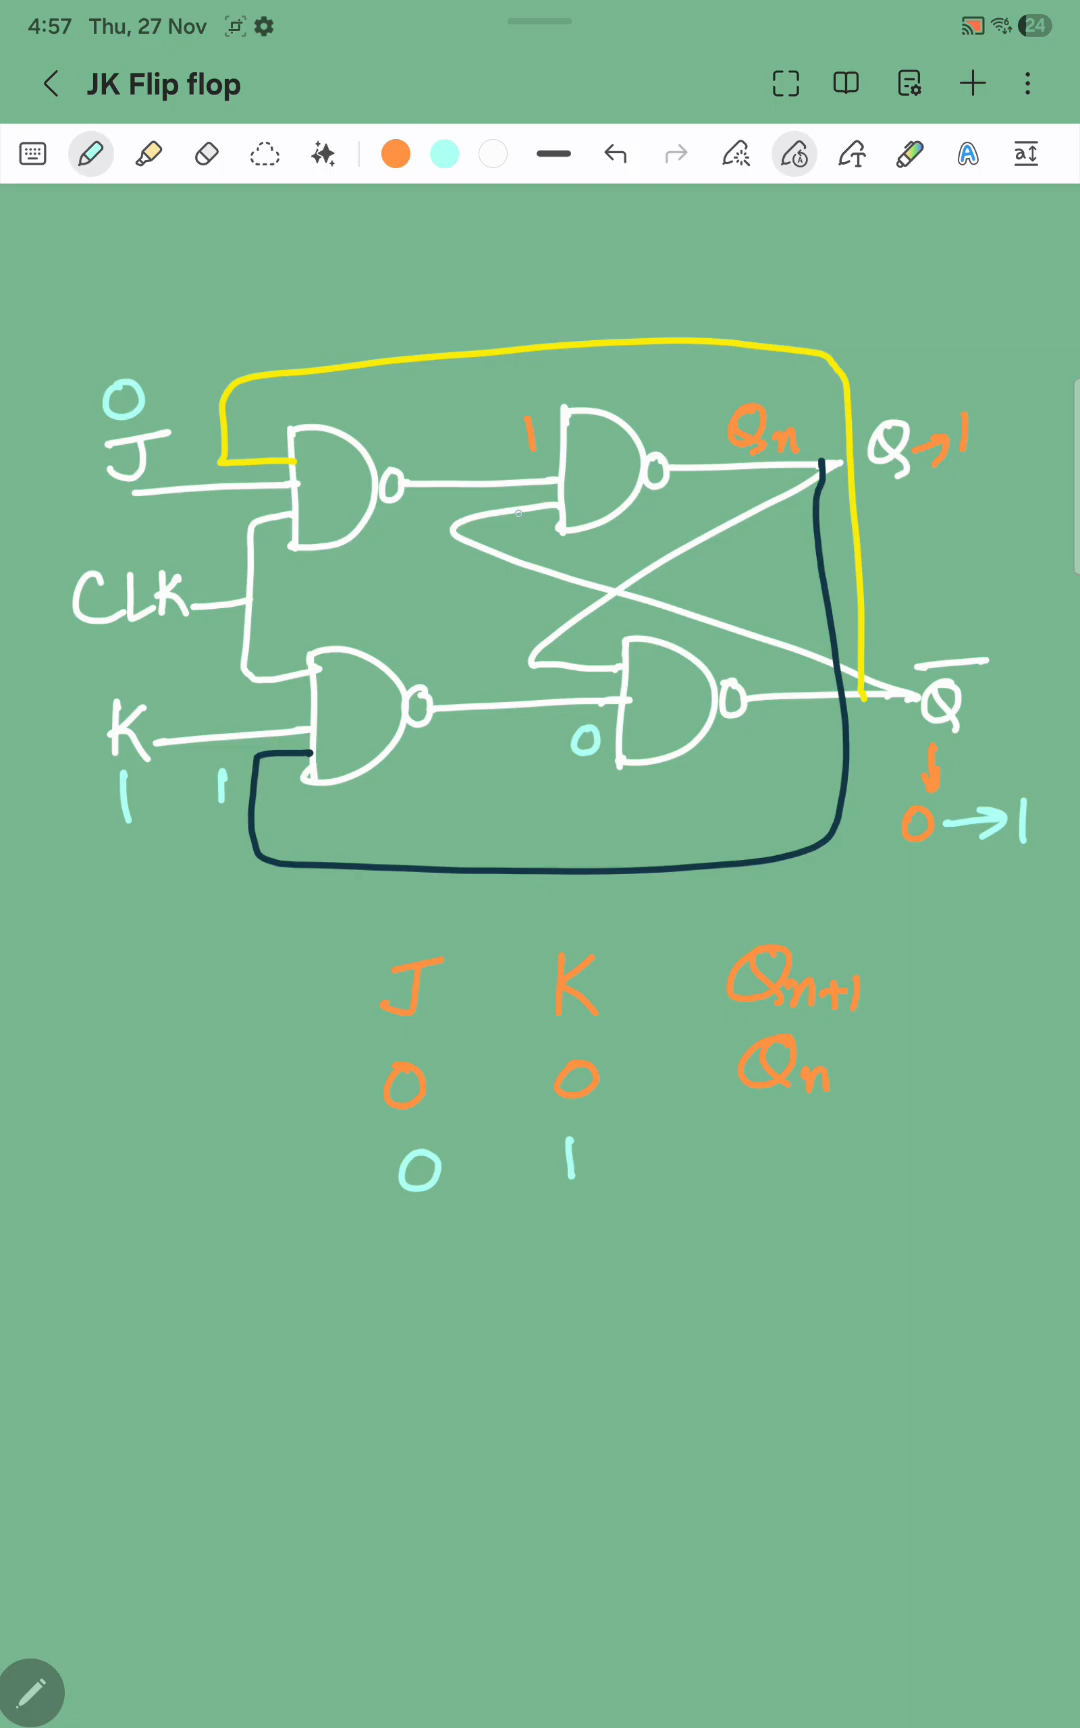 4:57 Thu, 27 Nov 24
JK Flip flop
0
J
1
Qn
Q → 1
CLK
K
1
1
0
Q̅
0 → 1
J K Qn+1
0 0 Qn
0 1